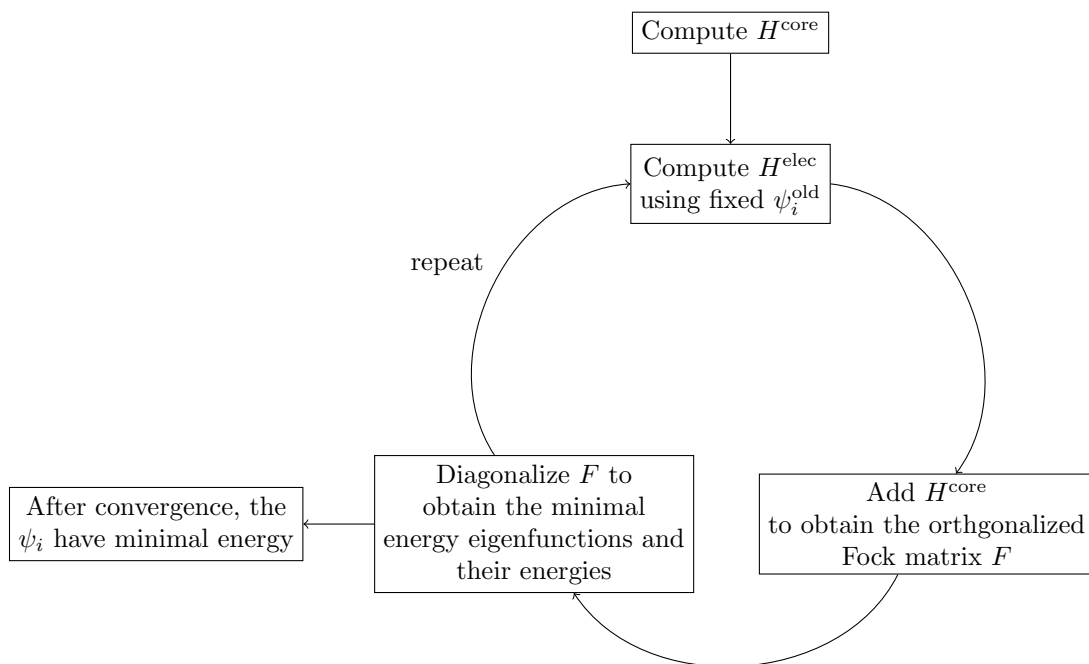 Compute H^core
Compute H^elec
using fixed ψ_i^old
repeat
Diagonalize F to
obtain the minimal
energy eigenfunctions and
their energies
After convergence, the
ψ_i have minimal energy
Add H^core
to obtain the orthgonalized
Fock matrix F